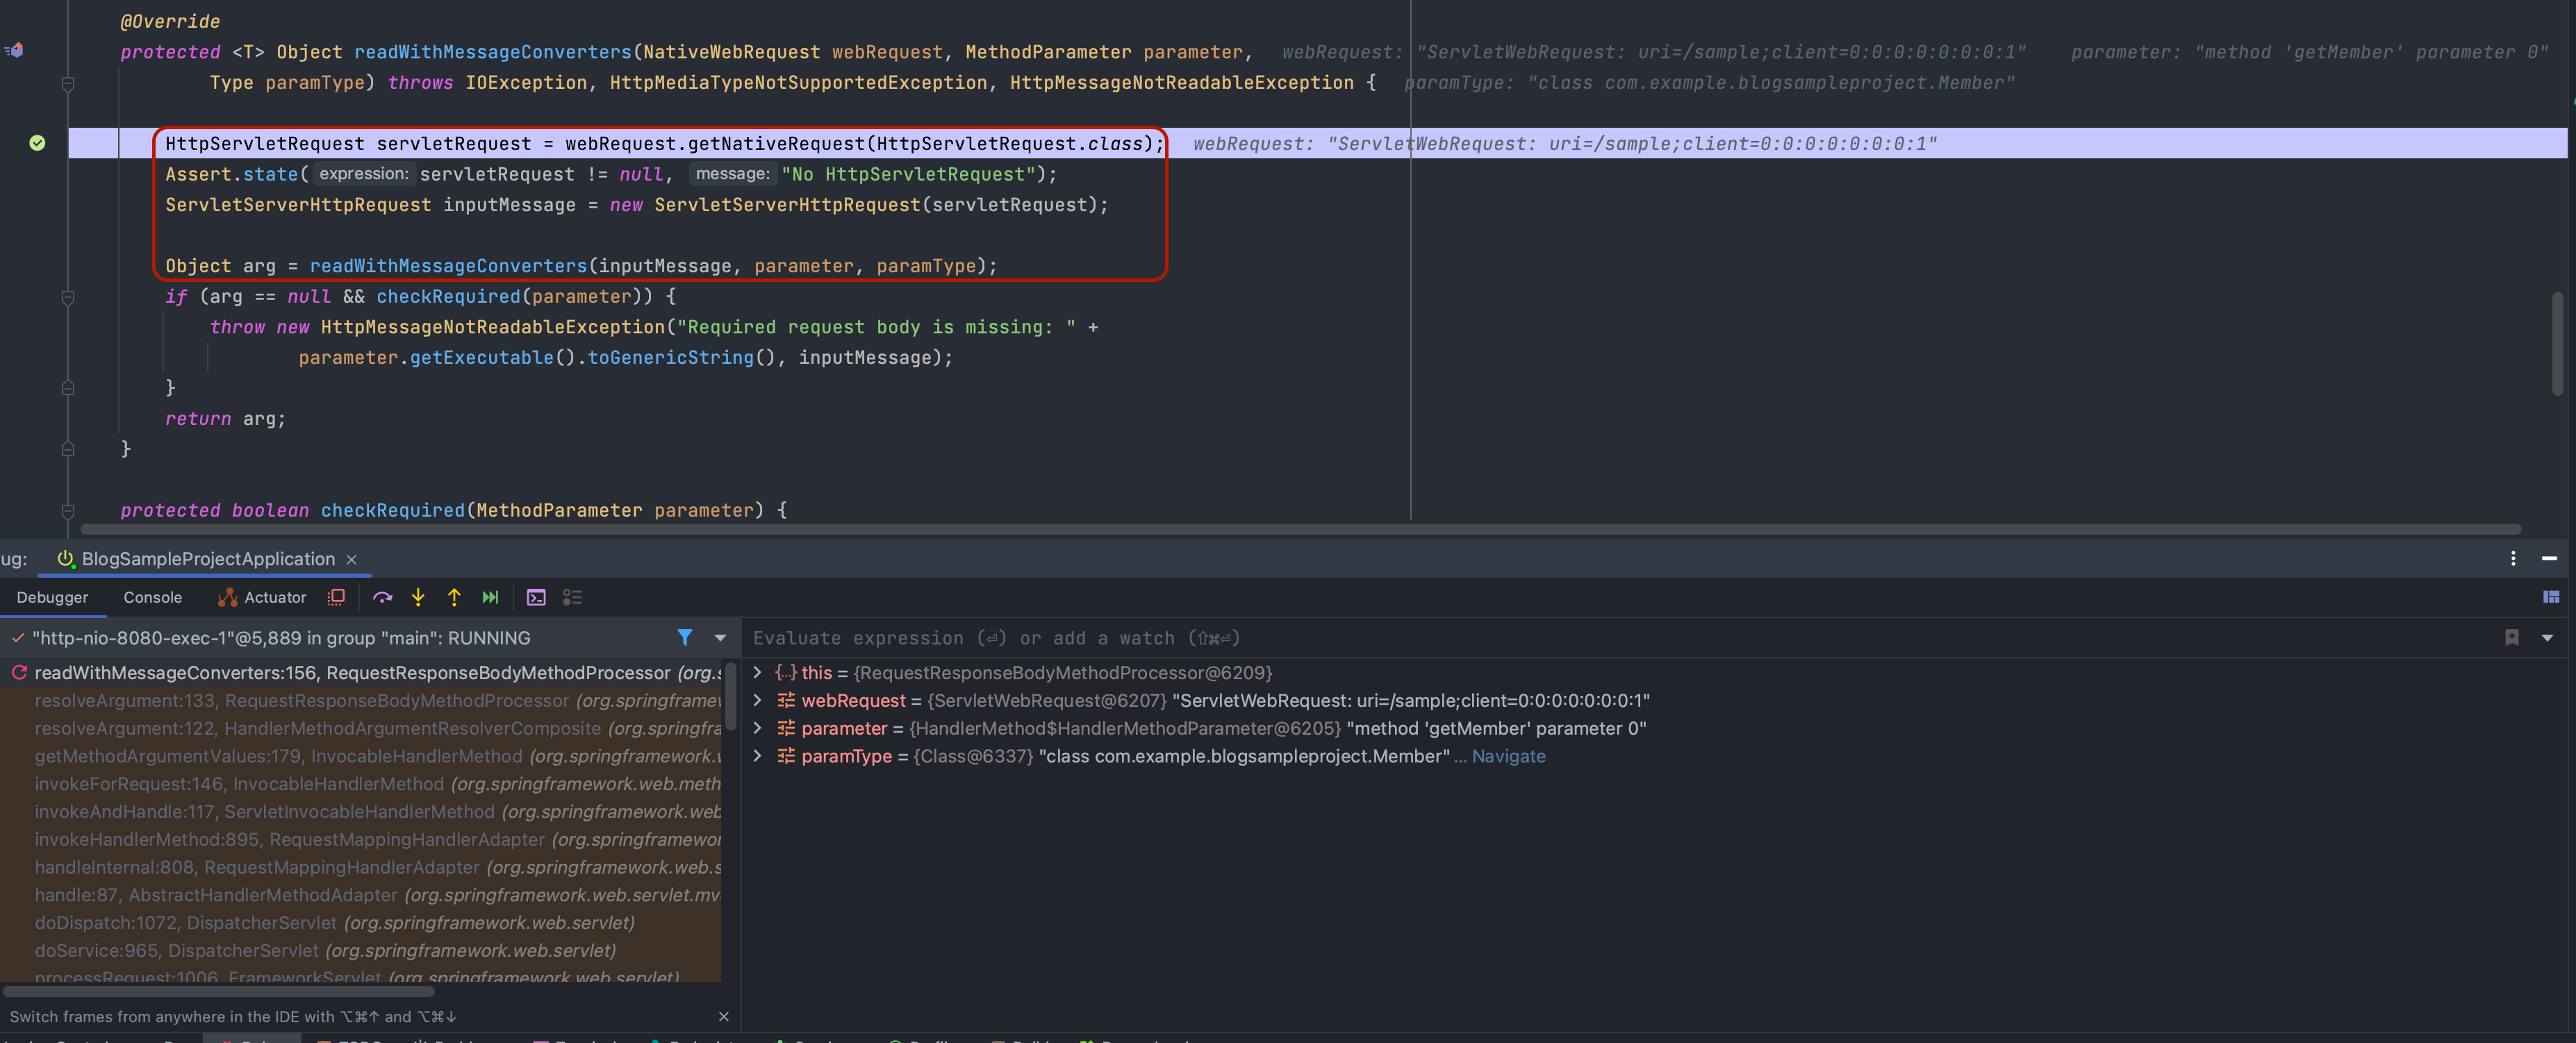 @Override
protected <T> Object readWithMessageConverters(NativeWebRequest webRequest, MethodParameter parameter,   webRequest: "ServletWebRequest: uri=/sample;client=0:0:0:0:0:0:0:1"   parameter: "method 'getMember' parameter 0"
Type paramType) throws IOException, HttpMediaTypeNotSupportedException, HttpMessageNotReadableException {   paramType: "class com.example.blogsampleproject.Member"
HttpServletRequest servletRequest = webRequest.getNativeRequest(HttpServletRequest.class);   webRequest: "ServletWebRequest: uri=/sample;client=0:0:0:0:0:0:0:1"
Assert.state( expression: servletRequest != null,  message: "No HttpServletRequest");
ServletServerHttpRequest inputMessage = new ServletServerHttpRequest(servletRequest);
Object arg = readWithMessageConverters(inputMessage, parameter, paramType);
if (arg == null && checkRequired(parameter)) {
throw new HttpMessageNotReadableException("Required request body is missing: " +
parameter.getExecutable().toGenericString(), inputMessage);
}
return arg;
}
protected boolean checkRequired(MethodParameter parameter) {
ug: BlogSampleProjectApplication ×
Debugger Console Actuator
"http-nio-8080-exec-1"@5,889 in group "main": RUNNING
Evaluate expression (⏎) or add a watch (⇧⌘⏎)
readWithMessageConverters:156, RequestResponseBodyMethodProcessor (org.s
resolveArgument:133, RequestResponseBodyMethodProcessor (org.springframew
resolveArgument:122, HandlerMethodArgumentResolverComposite (org.springfra
getMethodArgumentValues:179, InvocableHandlerMethod (org.springframework.v
invokeForRequest:146, InvocableHandlerMethod (org.springframework.web.meth
invokeAndHandle:117, ServletInvocableHandlerMethod (org.springframework.web
invokeHandlerMethod:895, RequestMappingHandlerAdapter (org.springframewor
handleInternal:808, RequestMappingHandlerAdapter (org.springframework.web.s
handle:87, AbstractHandlerMethodAdapter (org.springframework.web.servlet.mv
doDispatch:1072, DispatcherServlet (org.springframework.web.servlet)
doService:965, DispatcherServlet (org.springframework.web.servlet)
processRequest:1006, FrameworkServlet (org.springframework.web.servlet)
this = {RequestResponseBodyMethodProcessor@6209}
webRequest = {ServletWebRequest@6207} "ServletWebRequest: uri=/sample;client=0:0:0:0:0:0:0:1"
parameter = {HandlerMethod$HandlerMethodParameter@6205} "method 'getMember' parameter 0"
paramType = {Class@6337} "class com.example.blogsampleproject.Member" ... Navigate
Switch frames from anywhere in the IDE with ⌥⌘↑ and ⌥⌘↓ ×